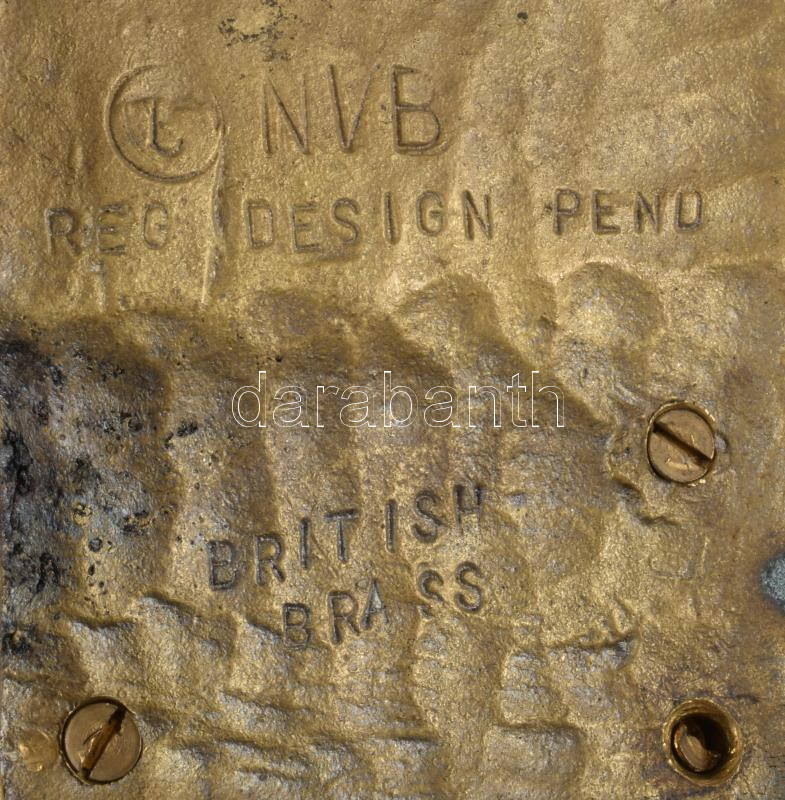 t NVB
REG DESIGN PEND
darabanth
BRITISH
BRASS